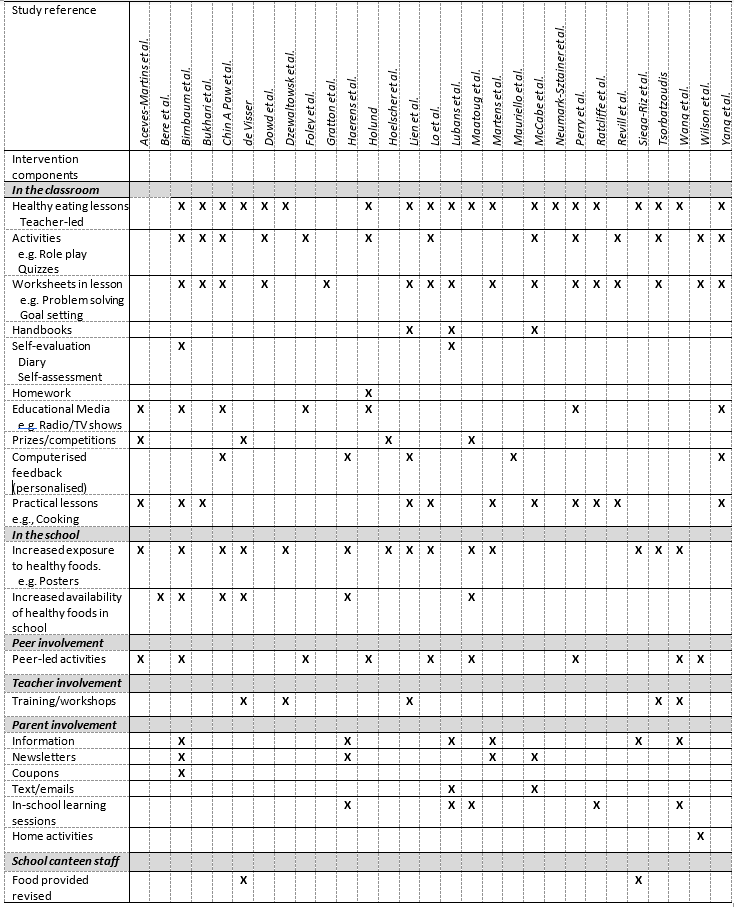 Study reference
Aceves-Martins et al.
Bere et al.
Birnbaum et al.
Bukhari et al.
Chin A Paw et al.
de Visser
Dowd et al.
Dzewaltowsk et al.
Foley et al.
Gratton et al.
Haerens et al.
Holund
Hoelscher et al.
Lien et al.
Lo et al.
Lubans et al.
Maatoug et al.
Martens et al.
Mauriello et al.
McCabe et al.
Neumark-Sztainer et al.
Perry et al.
Ratcliffe et al.
Revill et al.
Siega-Riz et al.
Tsorbatzoudis
Wang et al.
Wilson et al.
Yang et al.
Intervention
components
In the classroom
Healthy eating lessons X X X X X X X X X X X X X X X X X X X X
Teacher-led
Activities X X X X X X X X X X X X X
e.g. Role play
Quizzes
Worksheets in lesson X X X X X X X X X X X X X X X X
e.g. Problem solving
Goal setting
Handbooks X X X
Self-evaluation X X
Diary
Self-assessment
Homework X
Educational Media X X X X X X X
e.g. Radio/TV shows
Prizes/competitions X X X X
Computerised X X X X X
feedback
(personalised)
Practical lessons X X X X X X X X X X X
e.g., Cooking
In the school
Increased exposure X X X X X X X X X X X X X X
to healthy foods.
e.g. Posters
Increased availability X X X X X X
of healthy foods in
school
Peer involvement
Peer-led activities X X X X X X X X X
Teacher involvement
Training/workshops X X X X X
Parent involvement
Information X X X X X X
Newsletters X X X X
Coupons X
Text/emails X X
In-school learning X X X X X
sessions
Home activities X
School canteen staff
Food provided X X
revised